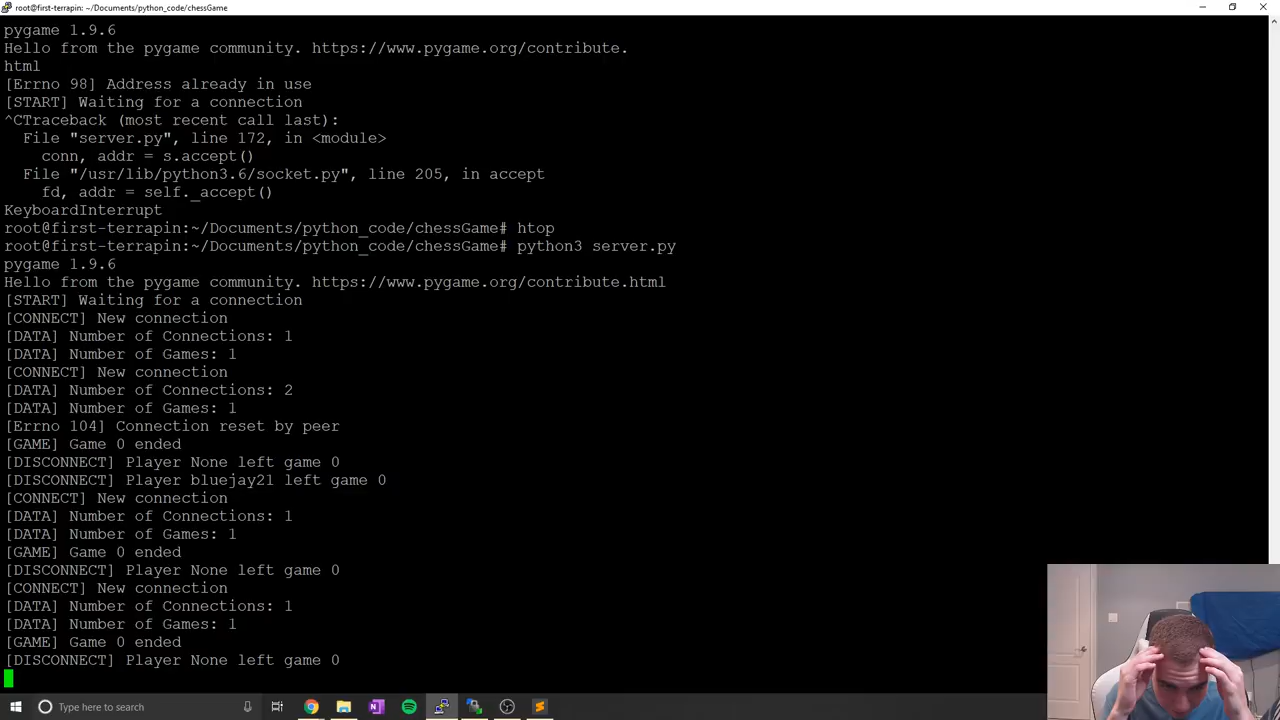 root@first-terrapin: ~/Documents/python_code/chessGame
pygame 1.9.6
Hello from the pygame community. https://www.pygame.org/contribute.
html
[Errno 98] Address already in use
[START] Waiting for a connection
^CTraceback (most recent call last):
File "server.py", line 172, in <module>
conn, addr = s.accept()
File "/usr/lib/python3.6/socket.py", line 205, in accept
fd, addr = self._accept()
KeyboardInterrupt
root@first-terrapin:~/Documents/python_code/chessGame# htop
root@first-terrapin:~/Documents/python_code/chessGame# python3 server.py
pygame 1.9.6
Hello from the pygame community. https://www.pygame.org/contribute.html
[START] Waiting for a connection
[CONNECT] New connection
[DATA] Number of Connections: 1
[DATA] Number of Games: 1
[CONNECT] New connection
[DATA] Number of Connections: 2
[DATA] Number of Games: 1
[Errno 104] Connection reset by peer
[GAME] Game 0 ended
[DISCONNECT] Player None left game 0
[DISCONNECT] Player bluejay21 left game 0
[CONNECT] New connection
[DATA] Number of Connections: 1
[DATA] Number of Games: 1
[GAME] Game 0 ended
[DISCONNECT] Player None left game 0
[CONNECT] New connection
[DATA] Number of Connections: 1
[DATA] Number of Games: 1
[GAME] Game 0 ended
[DISCONNECT] Player None left game 0
Type here to search